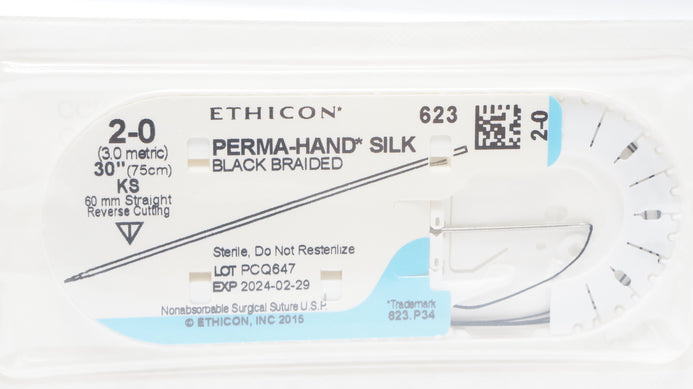 ETHICON*
623
2-0
(3.0 metric)
30" (75cm)
KS
60 mm Straight
Reverse Cutting
PERMA-HAND* SILK
BLACK BRAIDED
2-0
Sterile, Do Not Resterilize
LOT PCQ647
EXP 2024-02-29
Nonabsorbable Surgical Suture U.S.P.
© ETHICON, INC 2015
*Trademark
623.P34